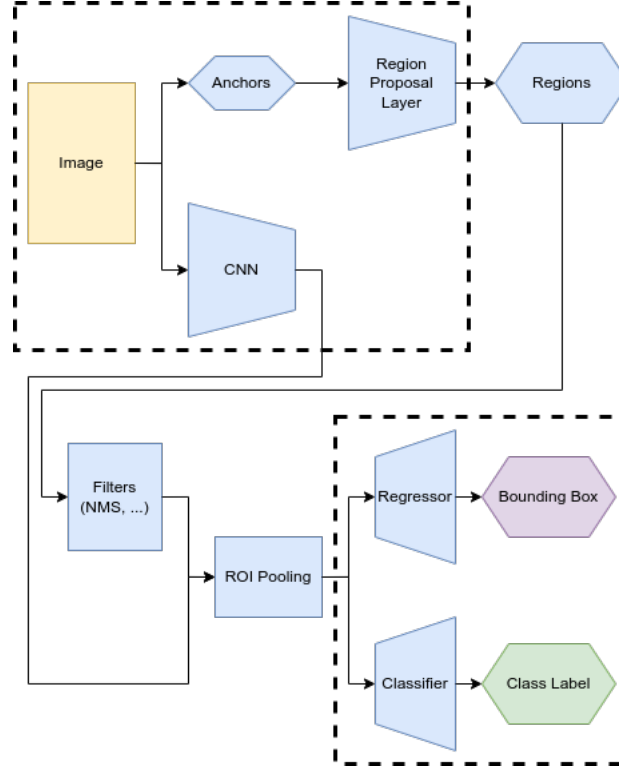 Image
Anchors
Region
Proposal
Layer
Regions
CNN
Filters
(NMS, ...)
ROI Pooling
Regressor
Bounding Box
Classifier
Class Label